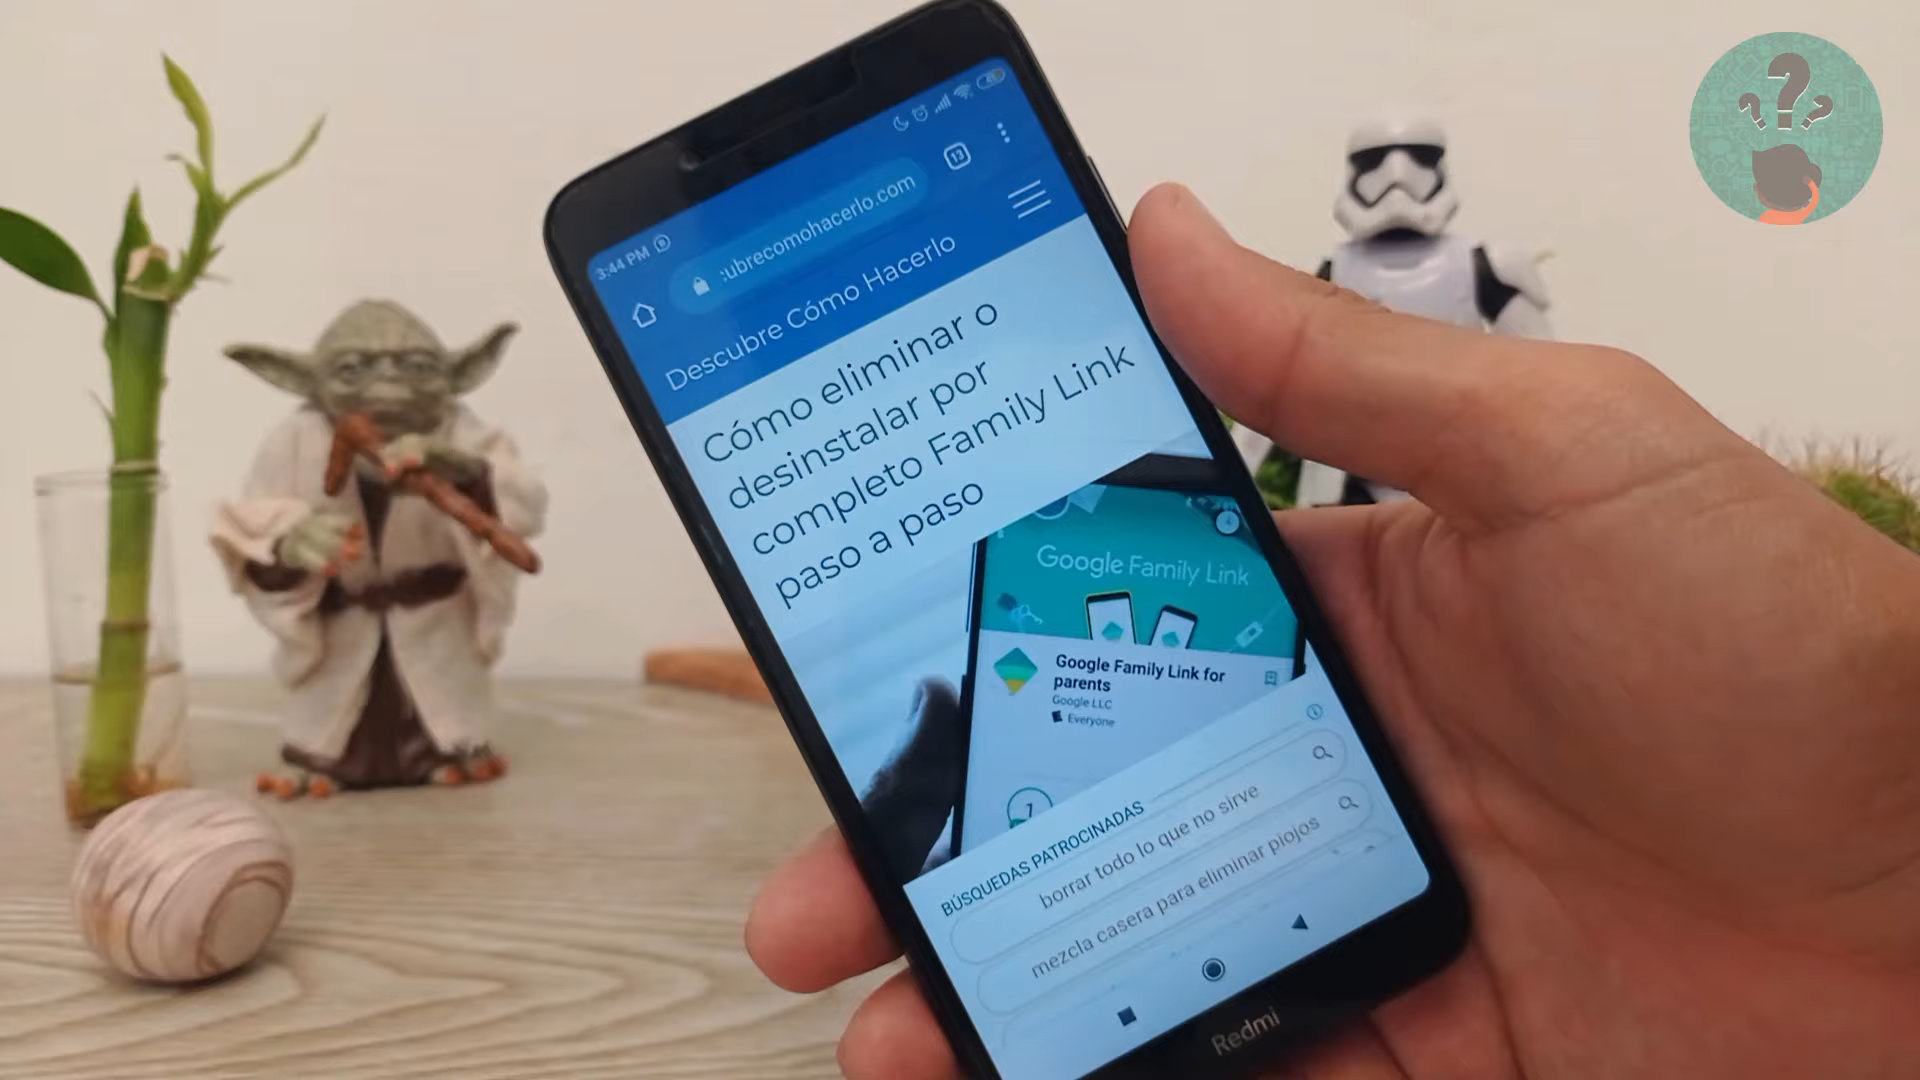 3:44 PM
:ubrecomohacerlo.com
13
Descubre Cómo Hacerlo
Cómo eliminar o
desinstalar por
completo Family Link
paso a paso
Google Family Link
Google Family Link for
parents
Google LLC
Everyone
BÚSQUEDAS PATROCINADAS
borrar todo lo que no sirve
mezcla casera para eliminar piojos
Redmi